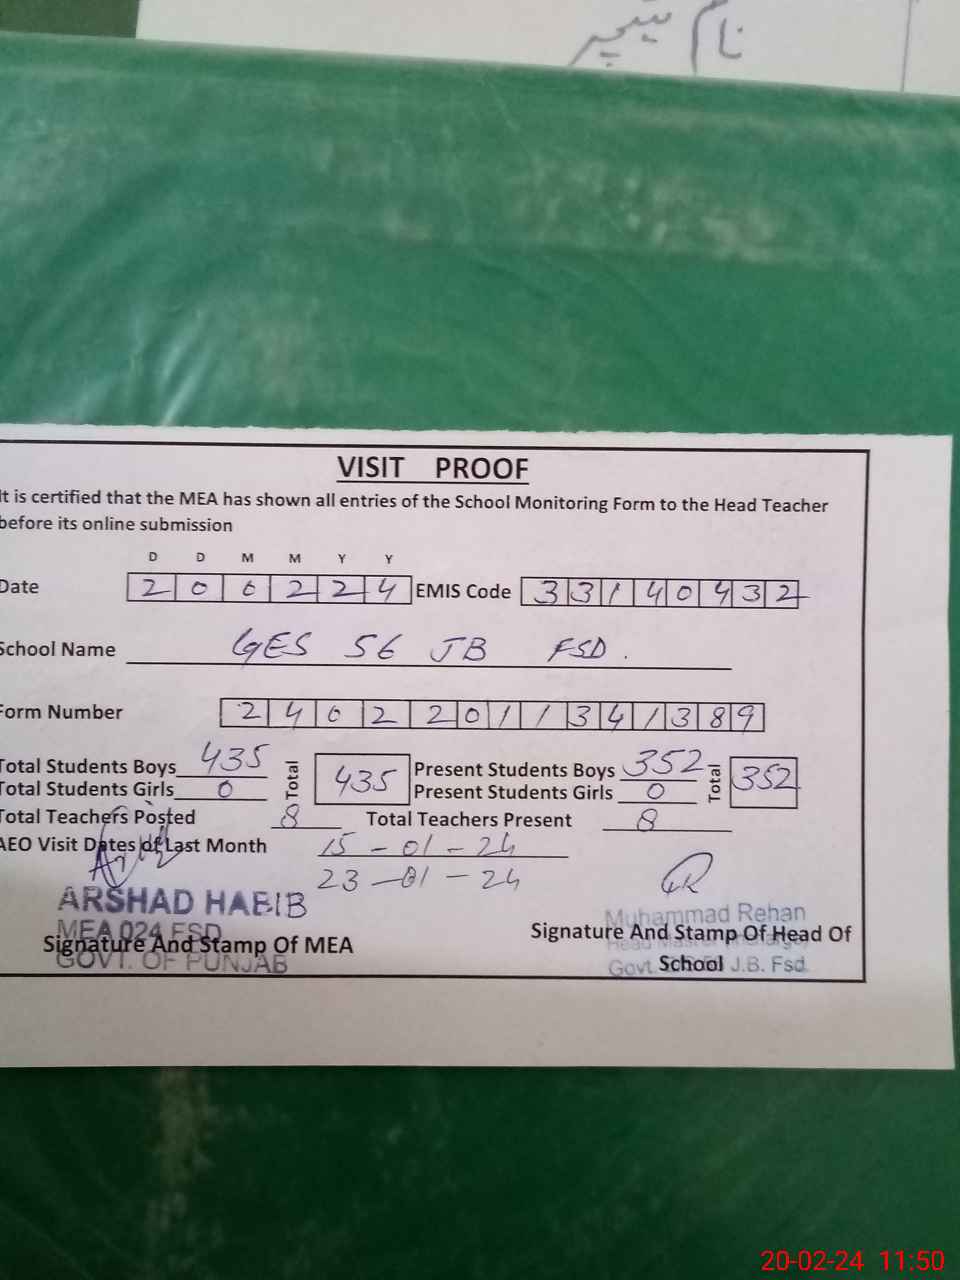 نام ٹیچر
VISIT PROOF
It is certified that the MEA has shown all entries of the School Monitoring Form to the Head Teacher
before its online submission
D D M M Y Y
Date 2 0 0 2 2 4 EMIS Code 3 3 1 4 0 4 3 2
School Name GES 56 JB FSD.
Form Number 2 4 0 2 2 0 1 1 3 4 1 3 8 9
Total Students Boys 435 Total 435 Present Students Boys 352 Total 352
Total Students Girls 0 Present Students Girls 0
Total Teachers Posted 8 Total Teachers Present 8
AEO Visit Dates of Last Month 15-01-24
23-01-24
ARSHAD HABIB
MEA 024 FSD
Signature And Stamp Of MEA
GOVT. OF PUNJAB
Muhammad Rehan
Signature And Stamp Of Head Of
Head Master
School
Govt. J.B. Fsd.
20-02-24 11:50